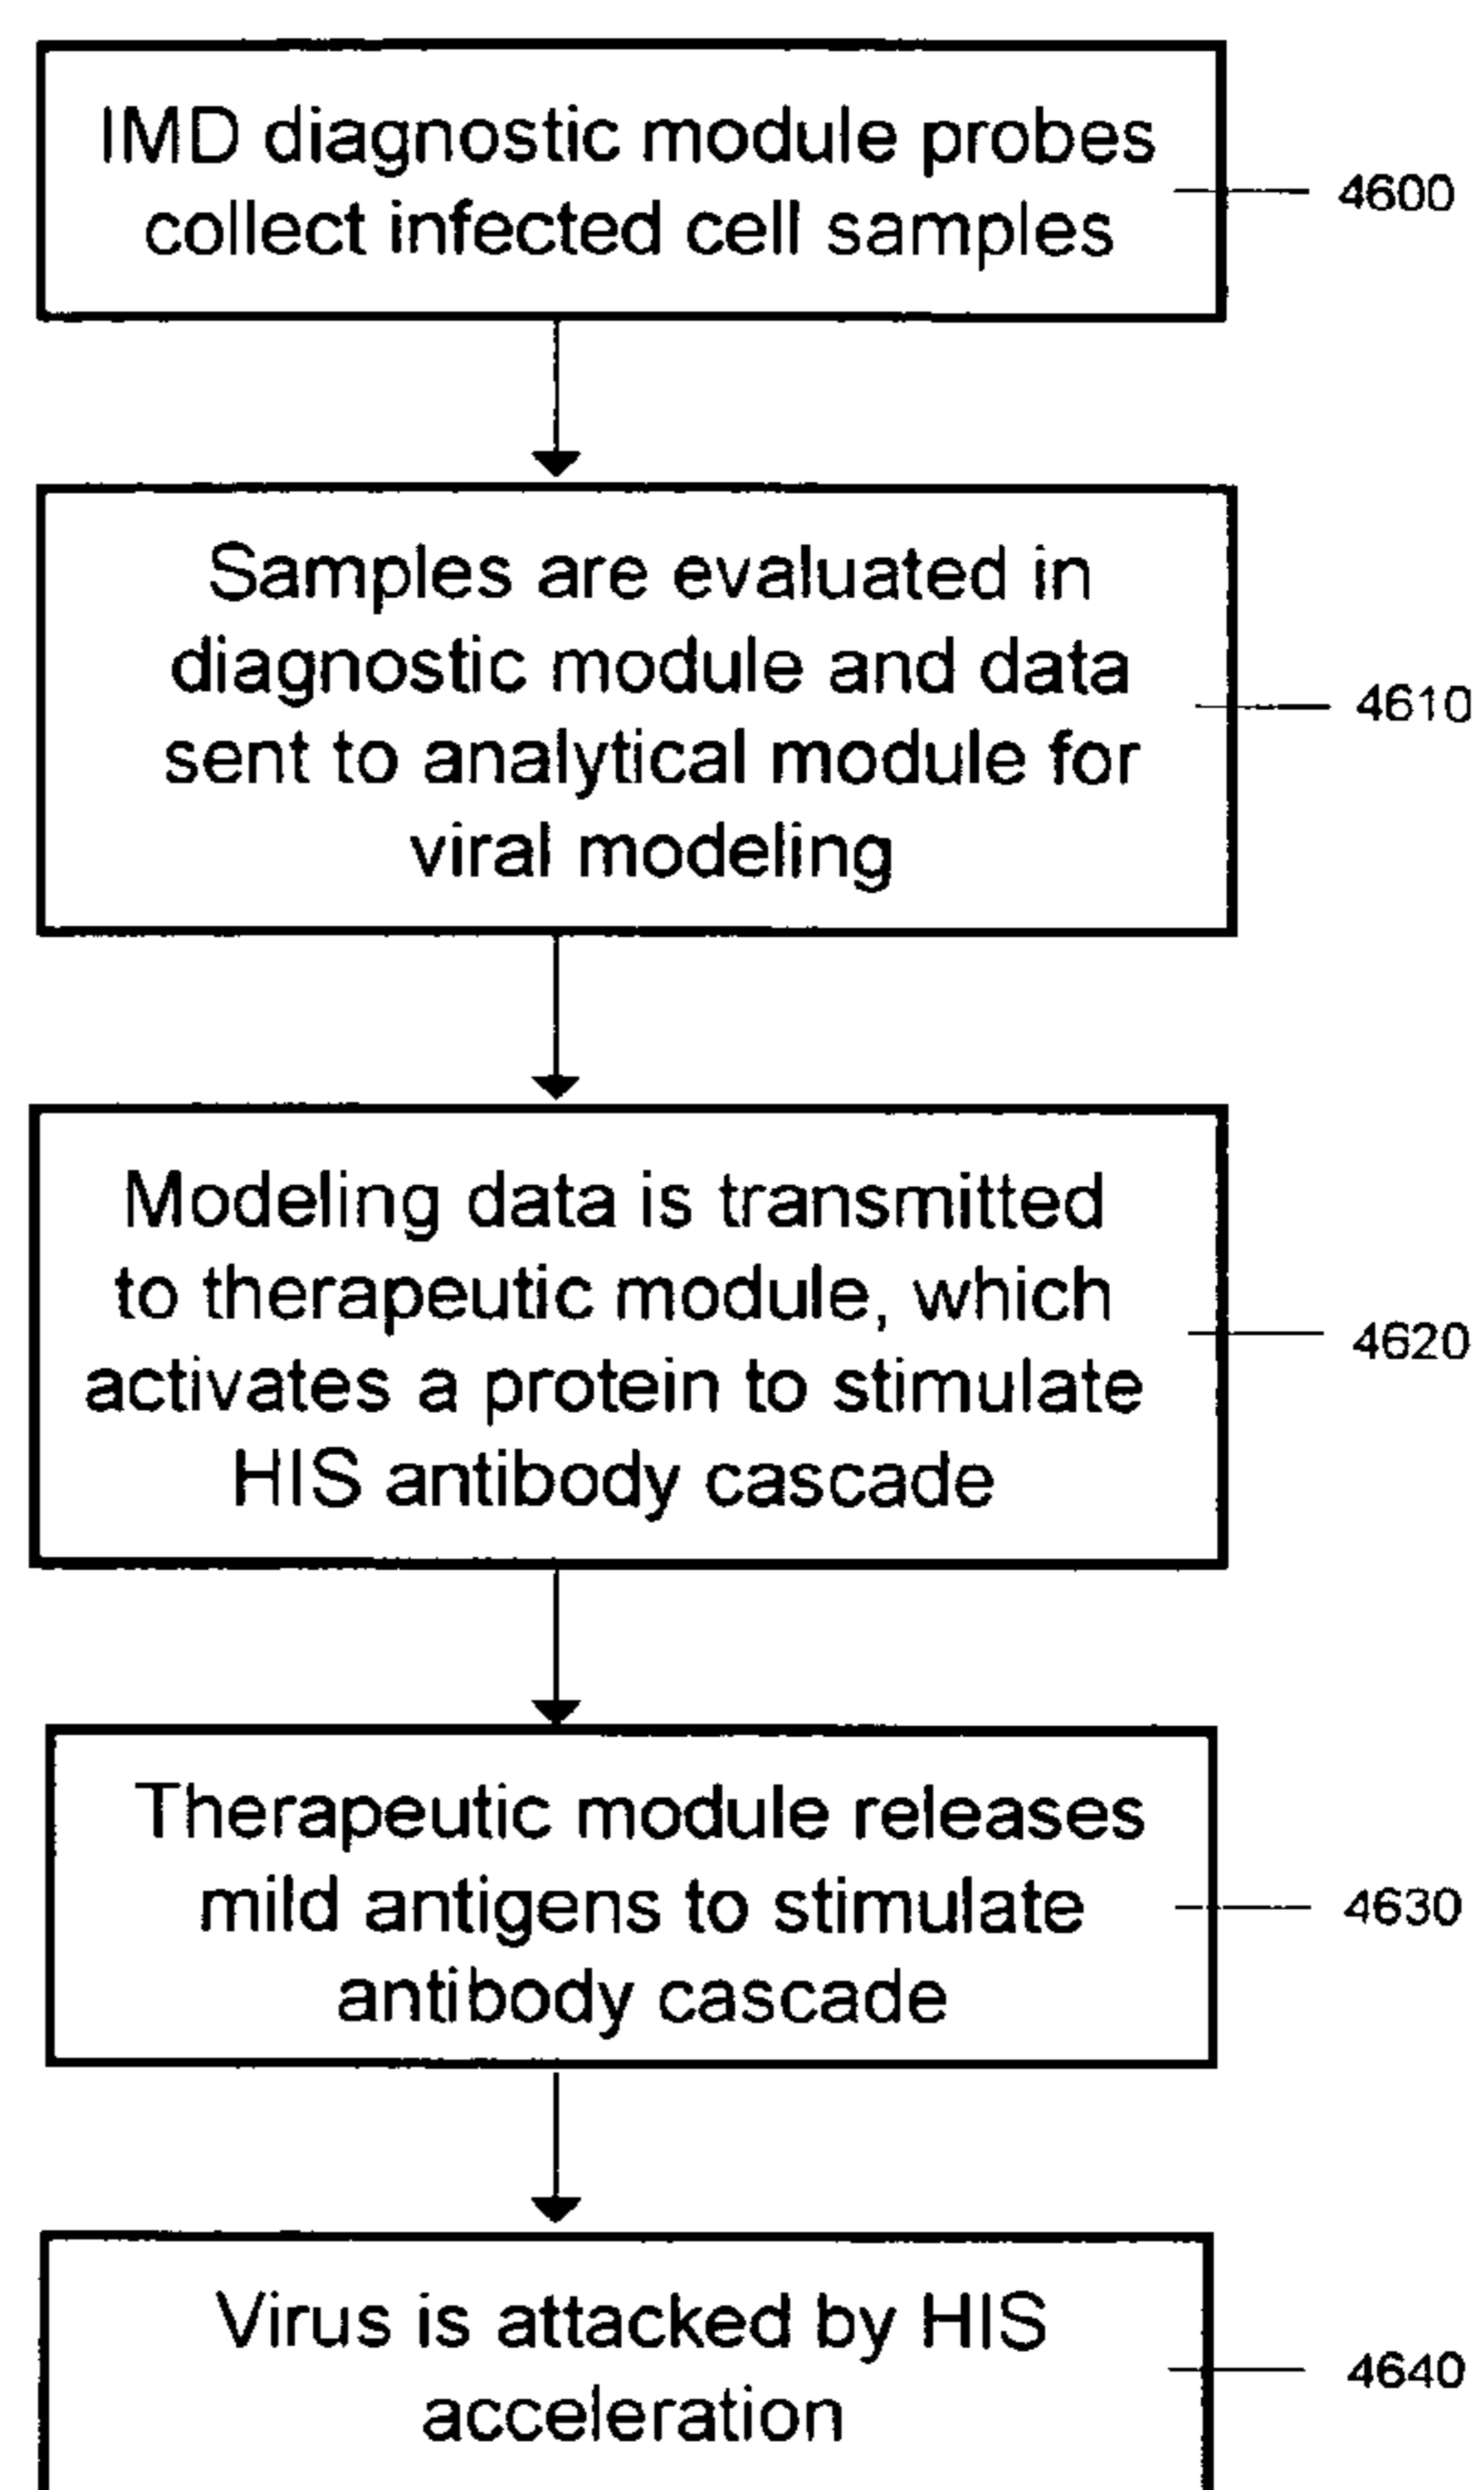 IMD diagnostic module probes
collect infected cell samples
4600
Samples are evaluated in
diagnostic module and data
sent to analytical module for
viral modeling
4610
Modeling data is transmitted
to therapeutic module, which
activates a protein to stimulate
HIS antibody cascade
4620
Therapeutic module releases
mild antigens to stimulate
antibody cascade
4630
Virus is attacked by HIS
acceleration
4640